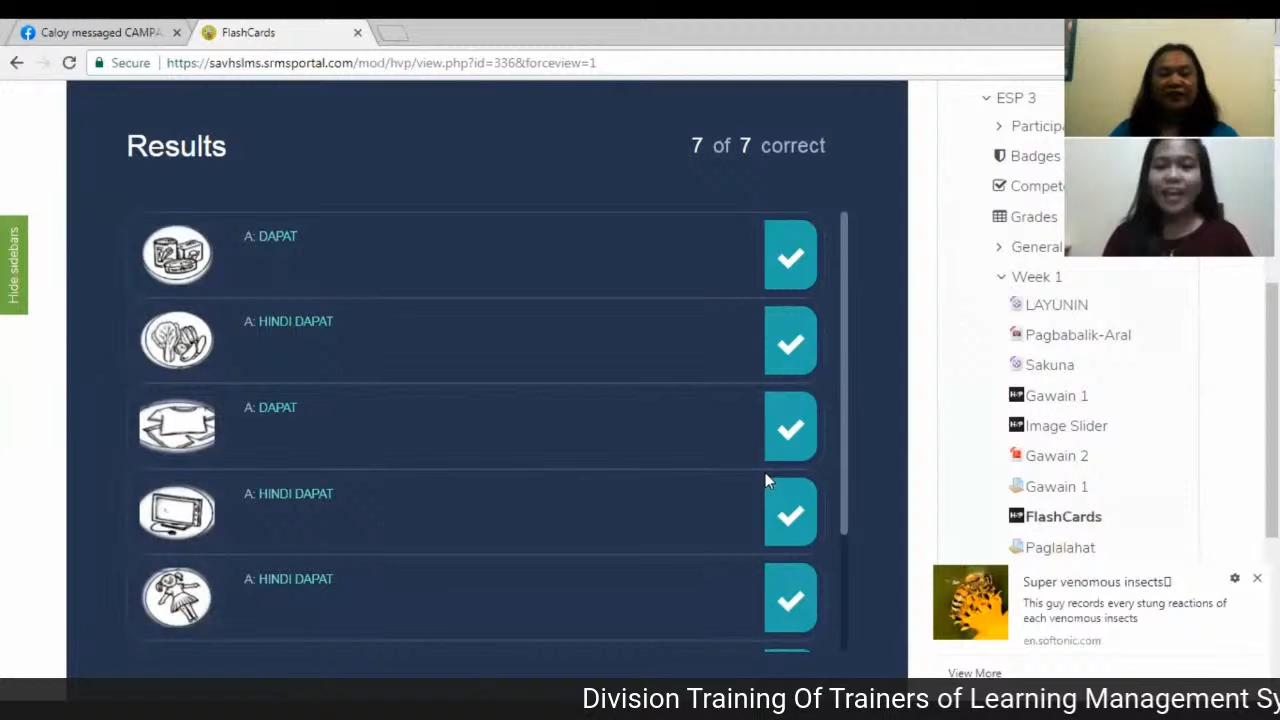 Caloy messaged CAMPA
FlashCards
Secure
https://savhslms.srmsportal.com/mod/hvp/view.php?id=336&forceview=1
Hide sidebars
Results
7 of 7 correct
A: DAPAT
A: HINDI DAPAT
A: DAPAT
A: HINDI DAPAT
A: HINDI DAPAT
ESP 3
Participa
Badges
Compet
Grades
General
Week 1
LAYUNIN
Pagbabalik-Aral
Sakuna
H-P Gawain 1
H-P Image Slider
Gawain 2
Gawain 1
H-P FlashCards
Paglalahat
Super venomous insects
This guy records every stung reactions of
each venomous insects
en.softonic.com
View More
Division Training Of Trainers of Learning Management Sy